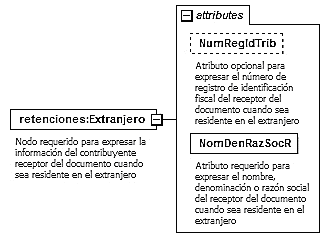 attributes
NumRegIdTrib
Atributo opcional para
expresar el número de
registro de identificación
fiscal del receptor del
documento cuando sea
residente en el extranjero
retenciones:Extranjero
Nodo requerido para expresar la
información del contribuyente
receptor del documento cuando
sea residente en el extranjero
NomDenRazSocR
Atributo requerido para
expresar el nombre,
denominación o razón social
del receptor del documento
cuando sea residente en el
extranjero